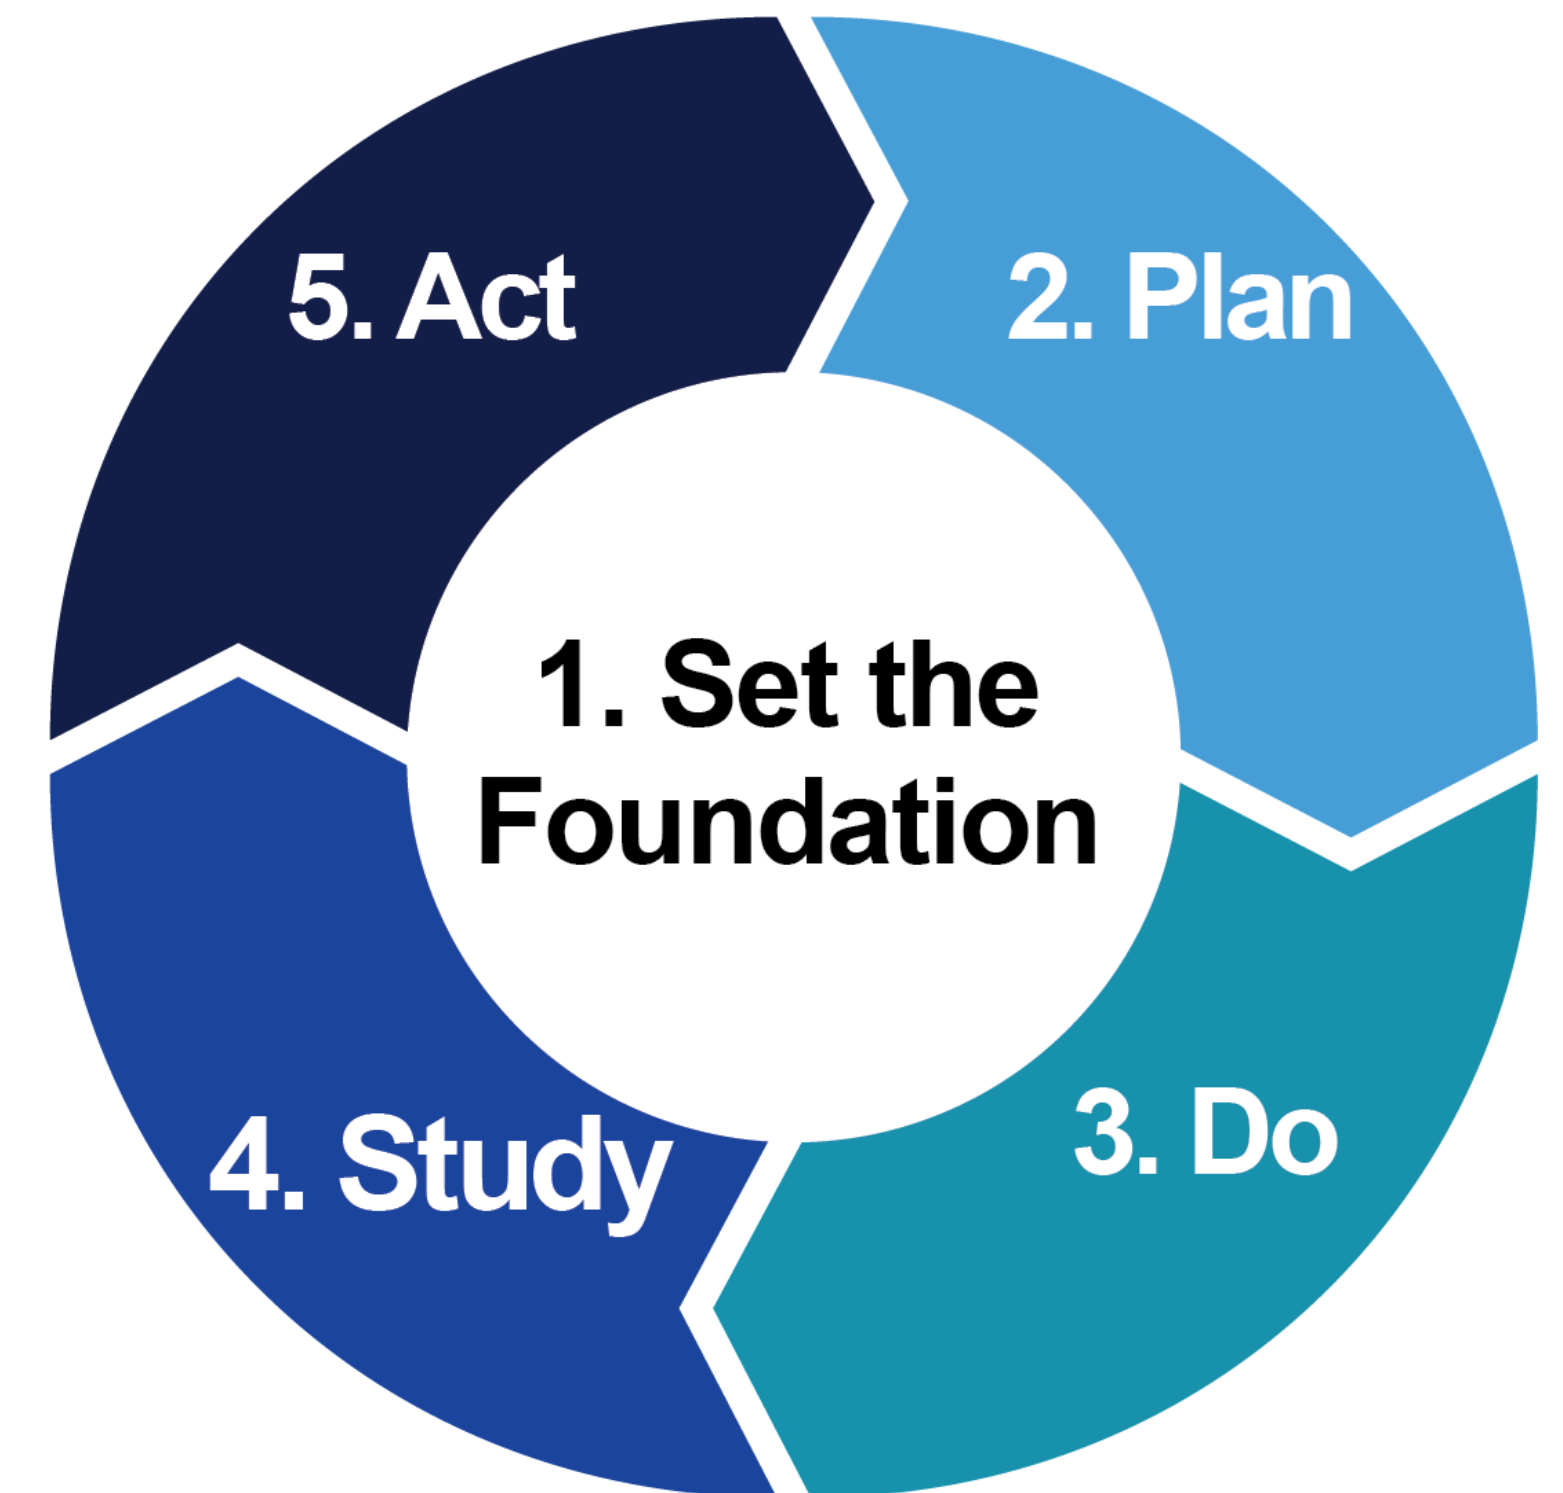 1. Set the
Foundation
2. Plan
3. Do
4. Study
5. Act